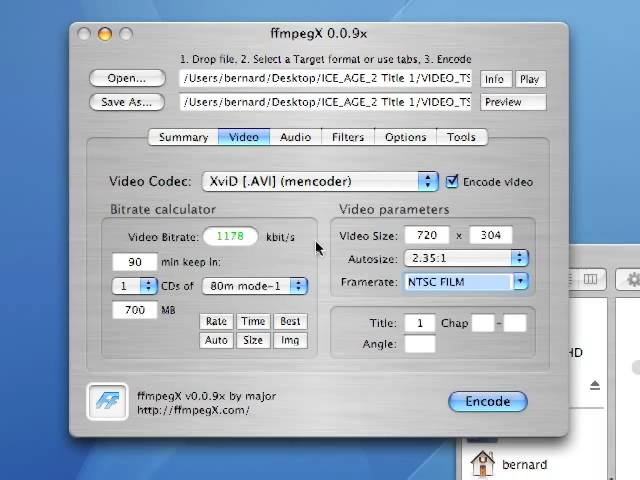 ffmpegX 0.0.9x
1. Drop file, 2. Select a Target format or use tabs, 3. Encode
Open... /Users/bernard/Desktop/ICE_AGE_2 Title 1/VIDEO_TS Info Play
Save As... /Users/bernard/Desktop/ICE_AGE_2 Title 1/VIDEO_TS Preview
Summary Video Audio Filters Options Tools
Video Codec: XviD [.AVI] (mencoder) Encode video
Bitrate calculator Video parameters
Video Bitrate: 1178 kbit/s Video Size: 720 x 304
90 min keep in: Autosize: 2.35:1
1 CDs of 80m mode-1 Framerate: NTSC FILM
700 MB
Rate Time Best Title: 1 Chap -
Auto Size Img Angle:
HD
ffmpegX v0.0.9x by major
http://ffmpegX.com/
Encode
bernard